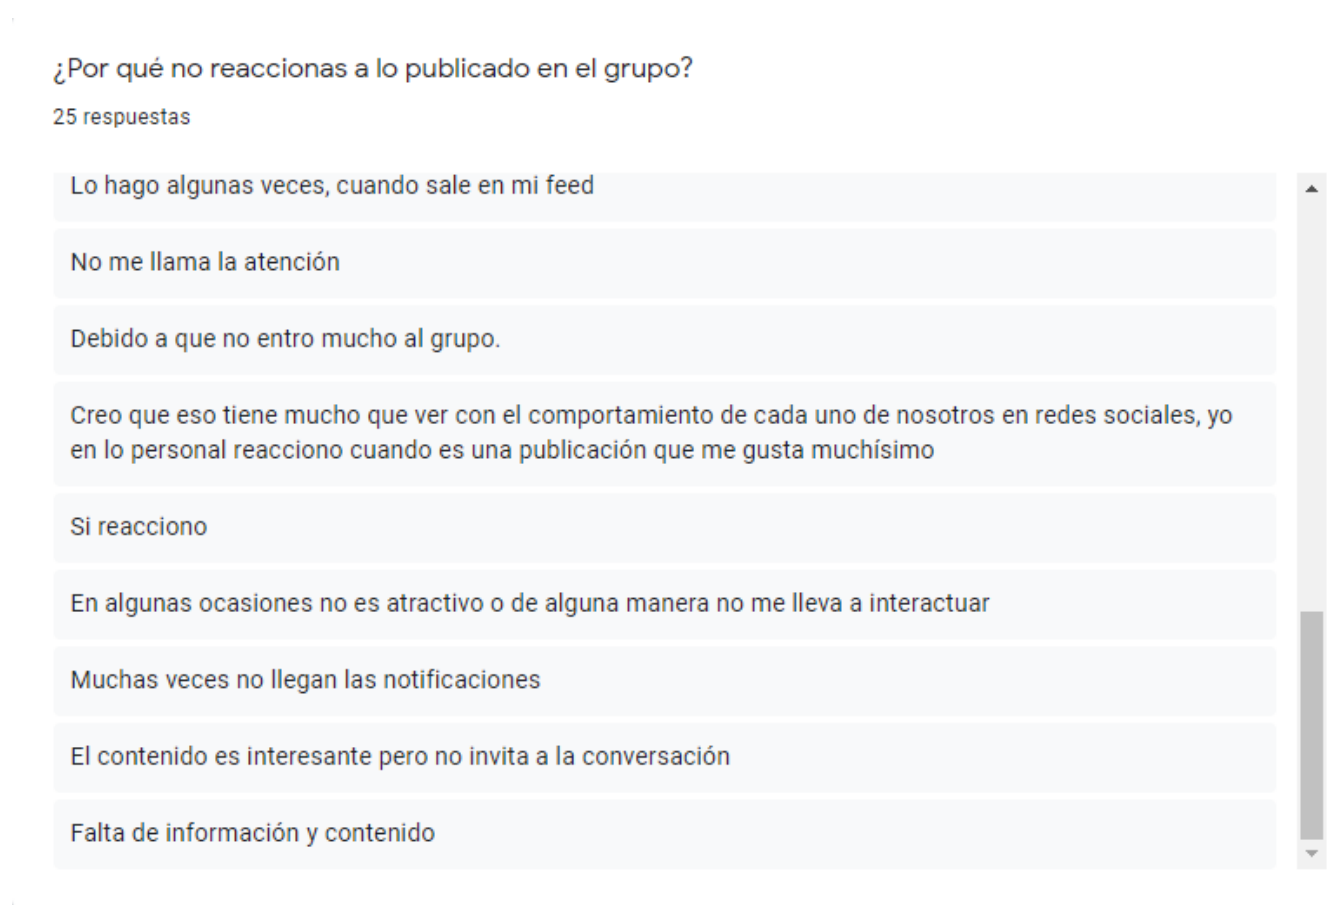 ¿Por qué no reaccionas a lo publicado en el grupo?
25 respuestas
Lo hago algunas veces, cuando sale en mi feed
No me llama la atención
Debido a que no entro mucho al grupo.
Creo que eso tiene mucho que ver con el comportamiento de cada uno de nosotros en redes sociales, yo
en lo personal reacciono cuando es una publicación que me gusta muchísimo
Si reacciono
En algunas ocasiones no es atractivo o de alguna manera no me lleva a interactuar
Muchas veces no llegan las notificaciones
El contenido es interesante pero no invita a la conversación
Falta de información y contenido